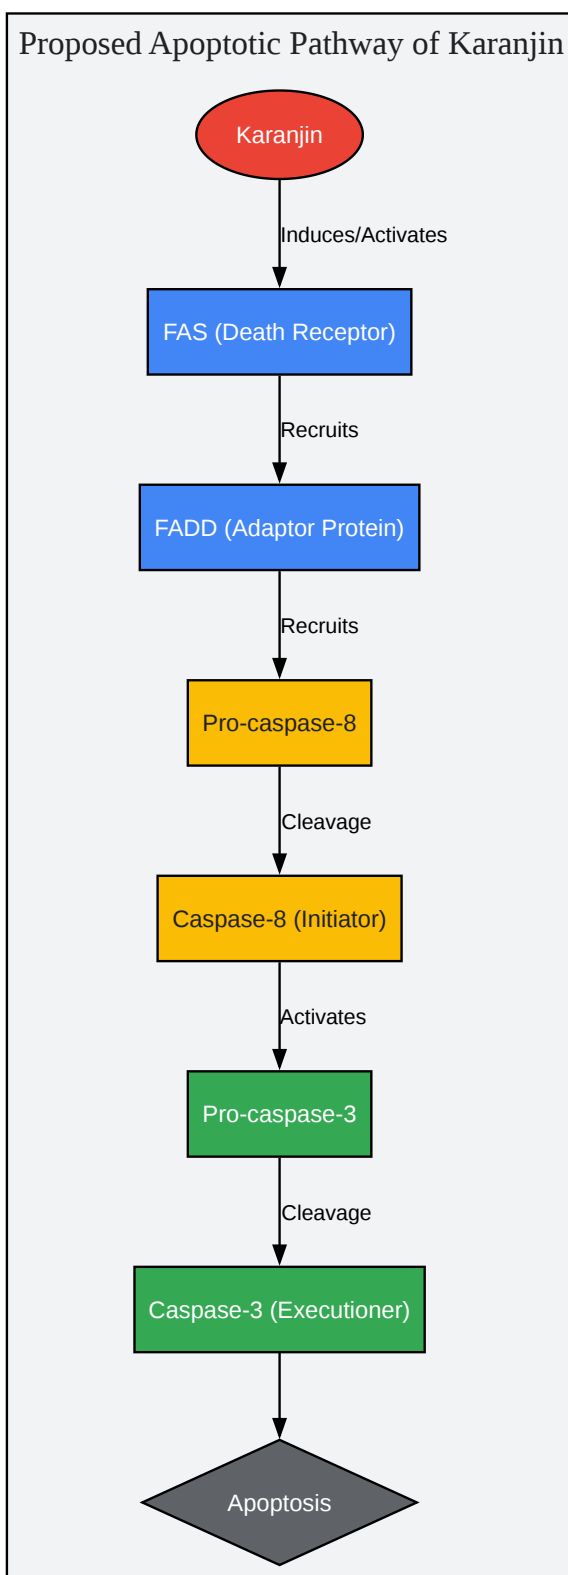 Proposed Apoptotic Pathway of Karanjin
Karanjin
Induces/Activates
FAS (Death Receptor)
Recruits
FADD (Adaptor Protein)
Recruits
Pro-caspase-8
Cleavage
Caspase-8 (Initiator)
Activates
Pro-caspase-3
Cleavage
Caspase-3 (Executioner)
Apoptosis